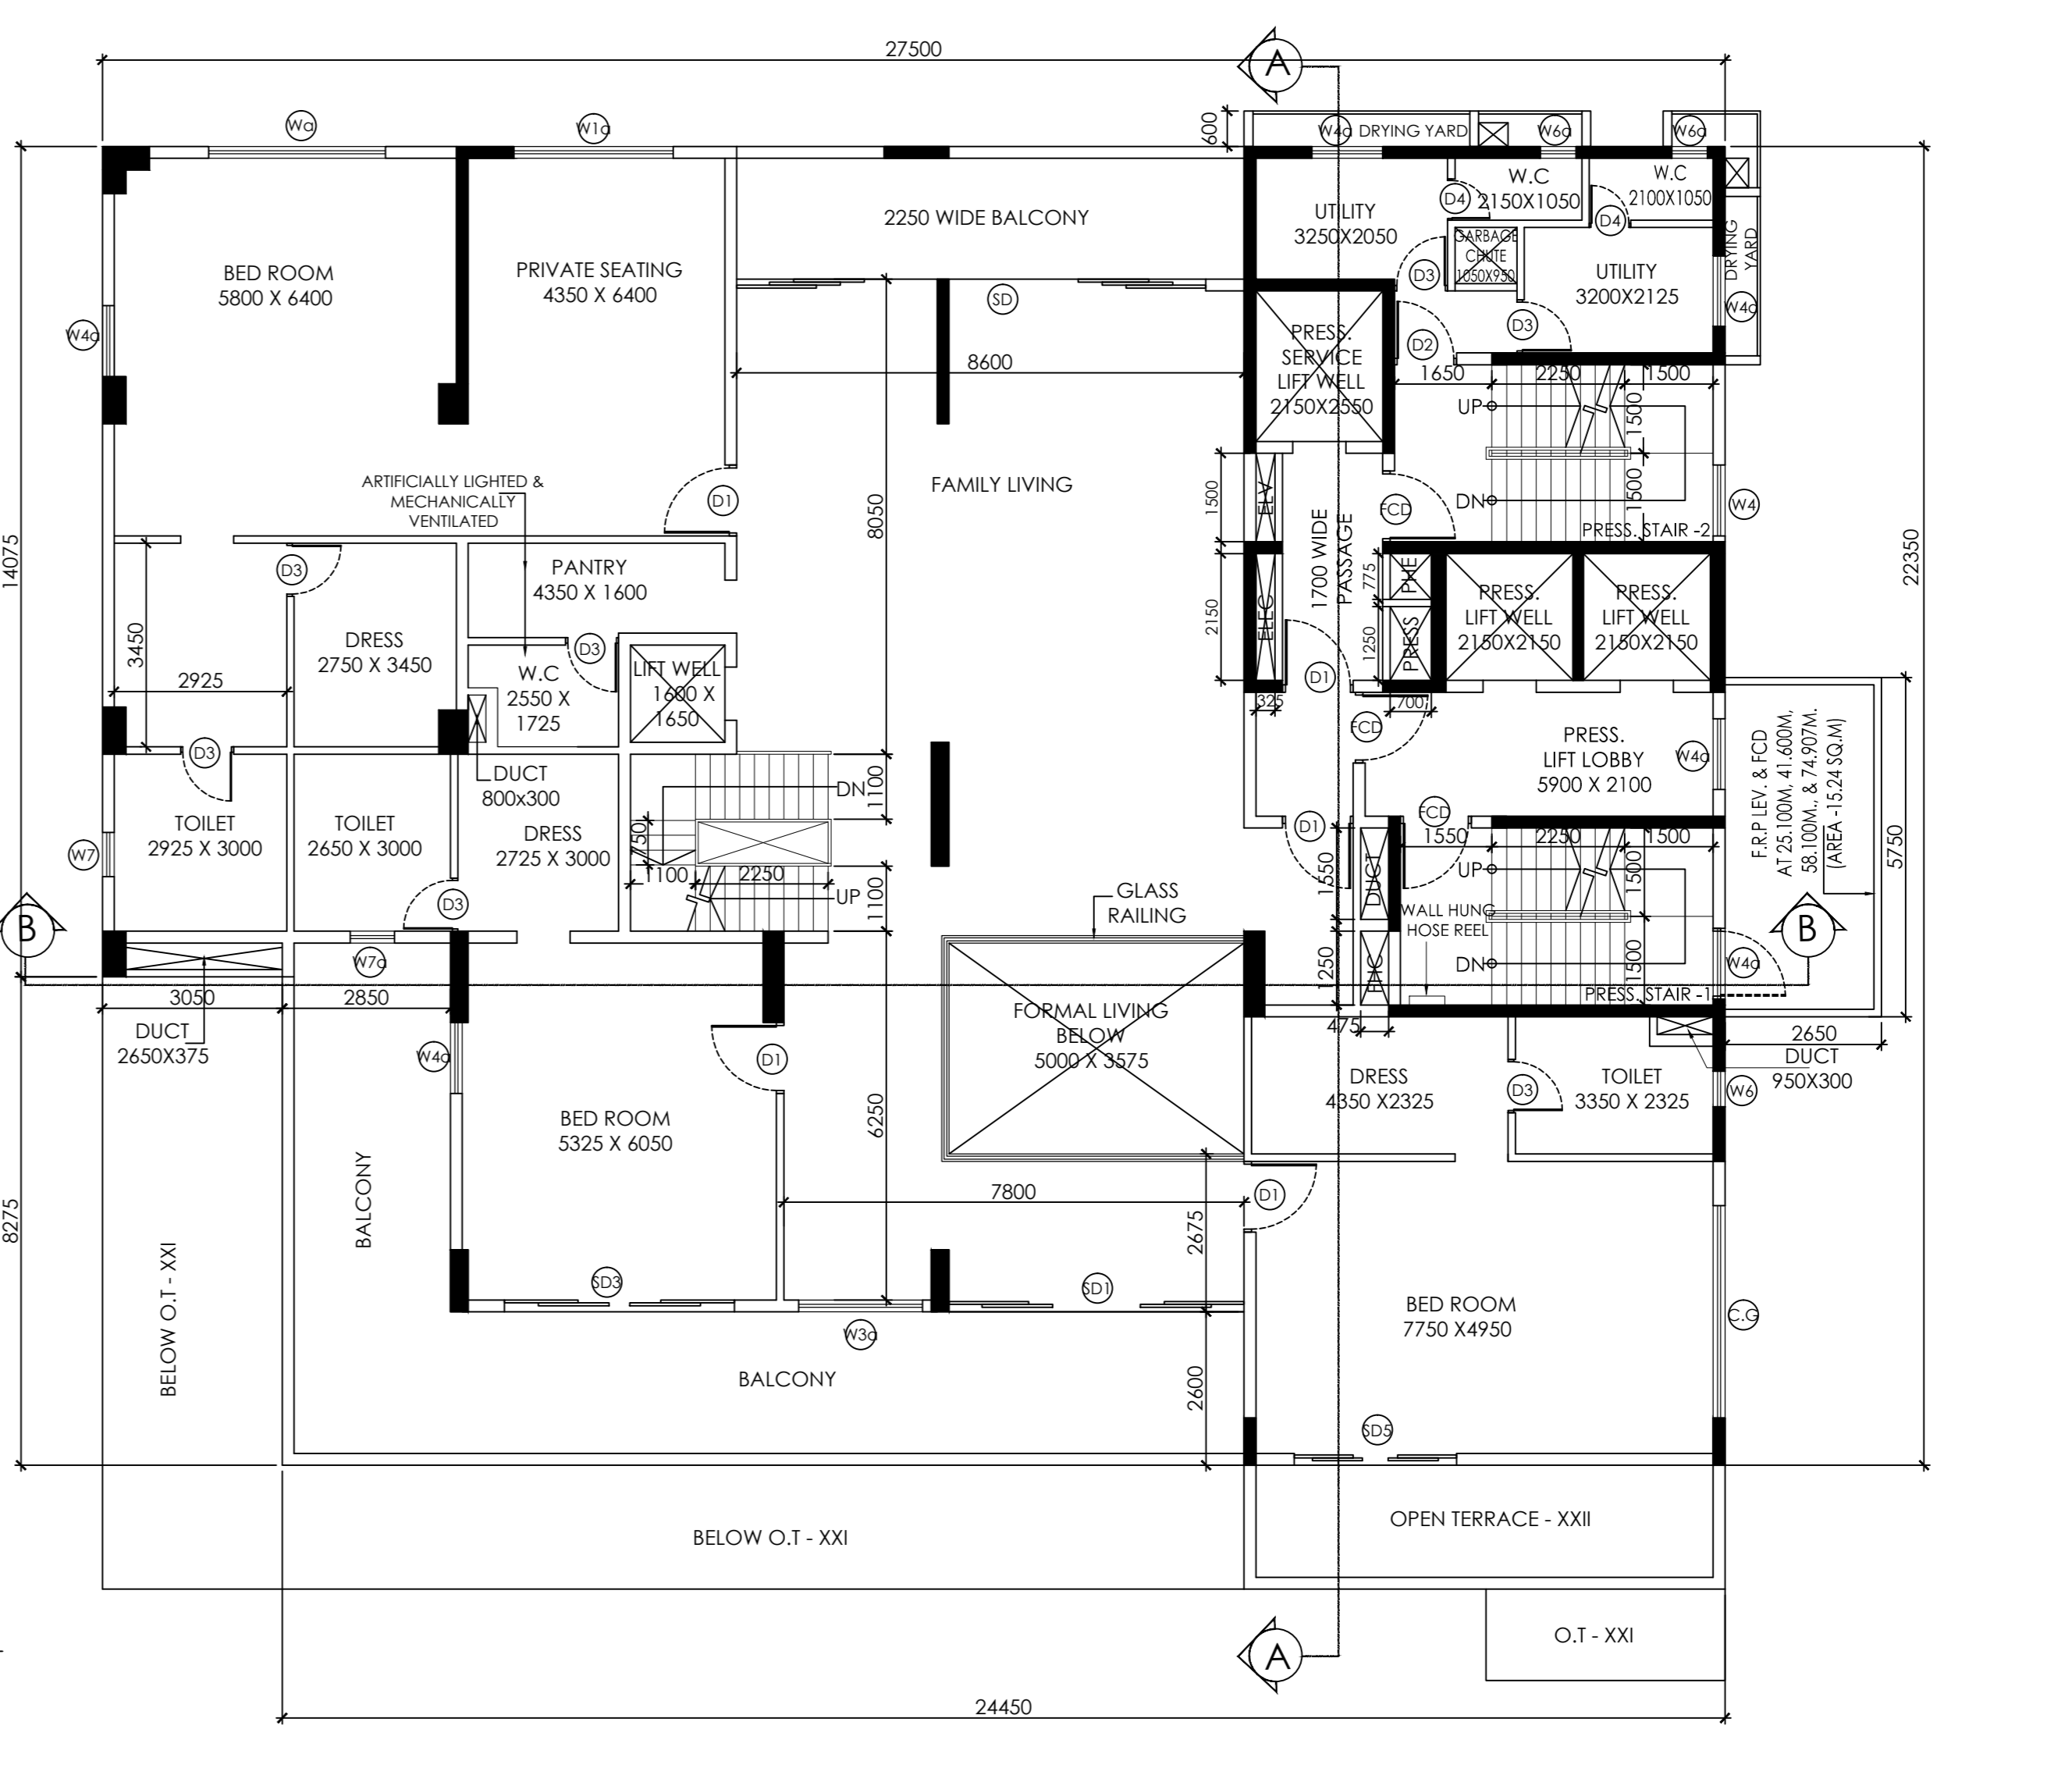 27500
A
600
Wa
W1a
W4a
DRYING YARD
W6a
W6a
BED ROOM
5800 X 6400
PRIVATE SEATING
4350 X 6400
2250 WIDE BALCONY
UTILITY
3250X2050
D4
W.C
2150X1050
W.C
2100X1050
D4
GARBAGE
CHUTE
1050X950
D3
UTILITY
3200X2125
DRYING
YARD
W4a
W4a
SD
8600
PRESS.
SERVICE
LIFT WELL
2150X2550
D2
D3
1650
2250
1500
UP
1500
DN
1500
PRESS. STAIR -2
W4
ARTIFICIALLY LIGHTED &
MECHANICALLY
VENTILATED
D1
FAMILY LIVING
8050
1500
ELV
FCD
1700 WIDE
PASSAGE
14075
22350
D3
PANTRY
4350 X 1600
3450
DRESS
2750 X 3450
2925
D3
W.C
2550 X
1725
LIFT WELL
1600 X
1650
2150
ELEC
775
PHE
1250
PRESS
D1
325
700
PRESS.
LIFT WELL
2150X2150
PRESS.
LIFT WELL
2150X2150
FCD
PRESS.
LIFT LOBBY
5900 X 2100
W4a
F.R.P LEV. & FCD
AT 25.100M, 41.600M,
58.100M., & 74.907M.
(AREA -15.24 SQ.M)
5750
D3
DUCT
800x300
DN
1100
W7
TOILET
2925 X 3000
TOILET
2650 X 3000
DRESS
2725 X 3000
750
1100
2250
UP
1100
D3
D1
FCD
1550
2250
1500
1550
DUCT
UP
1500
WALL HUNG
HOSE REEL
DN
1500
PRESS. STAIR -1
W4a
B
B
GLASS
RAILING
1250
FHC
475
W7a
3050
2850
DUCT
2650X375
W4a
D1
FORMAL LIVING
BELOW
5000 X 3575
2650
DUCT
950X300
DRESS
4350 X2325
D3
TOILET
3350 X 2325
W6
BED ROOM
5325 X 6050
6250
BALCONY
8275
BELOW O.T - XXI
7800
D1
2675
SD3
SD1
W3a
BED ROOM
7750 X4950
C.G
BALCONY
2600
SD5
BELOW O.T - XXI
OPEN TERRACE - XXII
O.T - XXI
A
24450